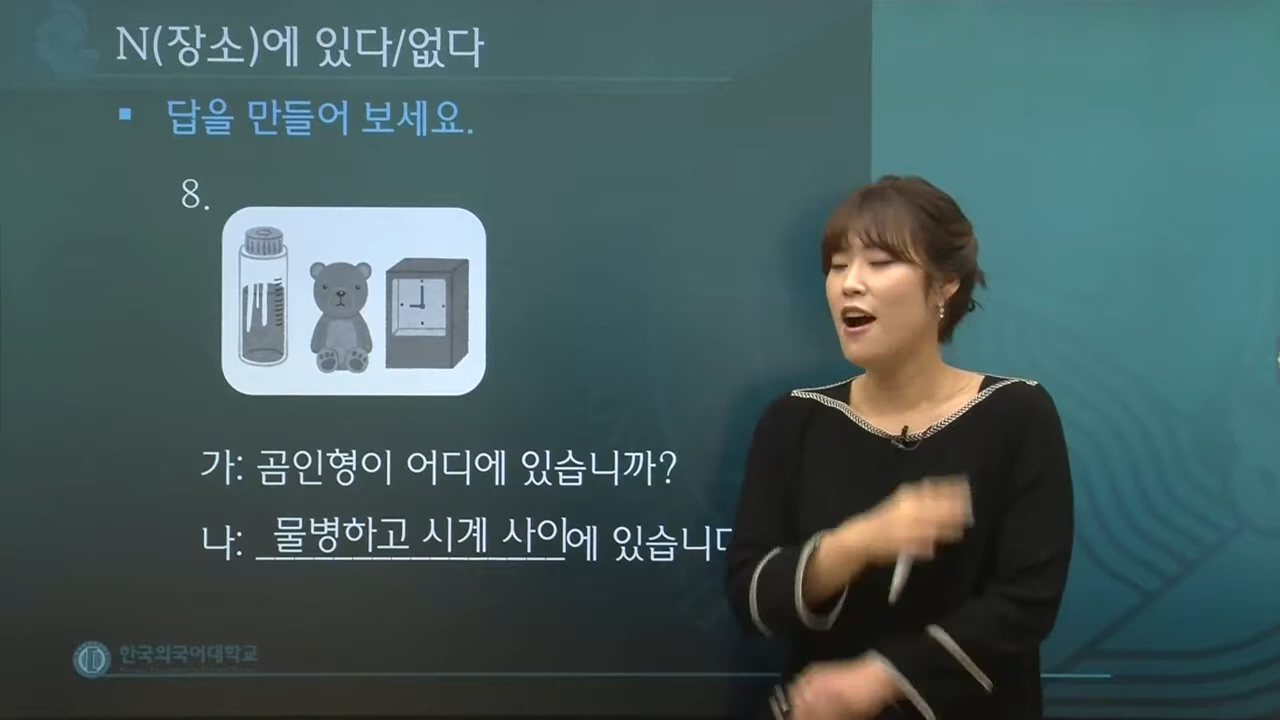 N(장소)에 있다/없다
▪ 답을 만들어 보세요.
8.
가: 곰인형이 어디에 있습니까?
나: 물병하고 시계 사이에 있습니다
한국외국어대학교